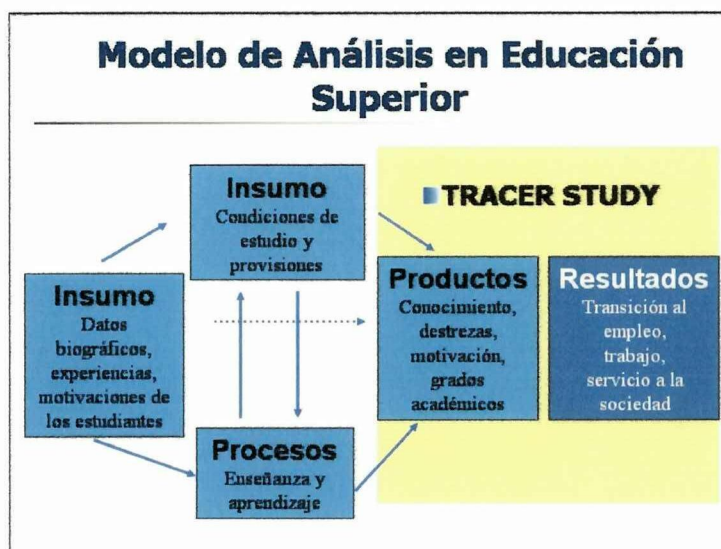 Modelo de Análisis en Educación
Superior
Insumo
Condiciones de
estudio y
provisiones
TRACER STUDY
Insumo
Datos
biográficos,
experiencias,
motivaciones de
los estudiantes
Productos
Conocimiento,
destrezas,
motivación,
grados
académicos
Resultados
Transición al
empleo,
trabajo,
servicio a la
sociedad
Procesos
Enseñanza y
aprendizaje